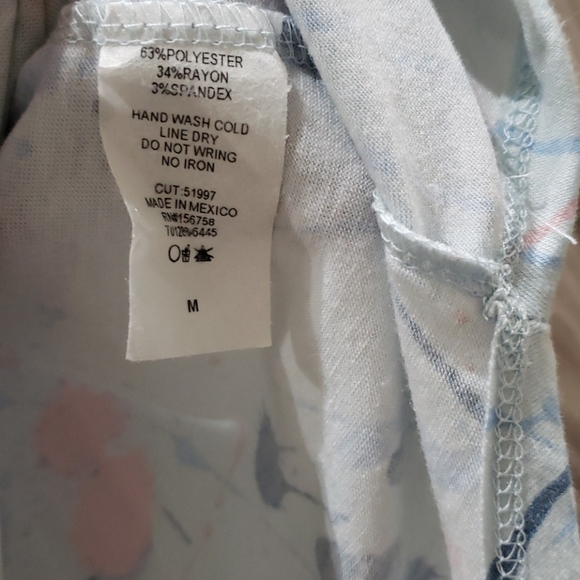 63%POLYESTER
34%RAYON
3%SPANDEX
HAND WASH COLD
LINE DRY
DO NOT WRING
NO IRON
CUT:51997
MADE IN MEXICO
RN#156758
M